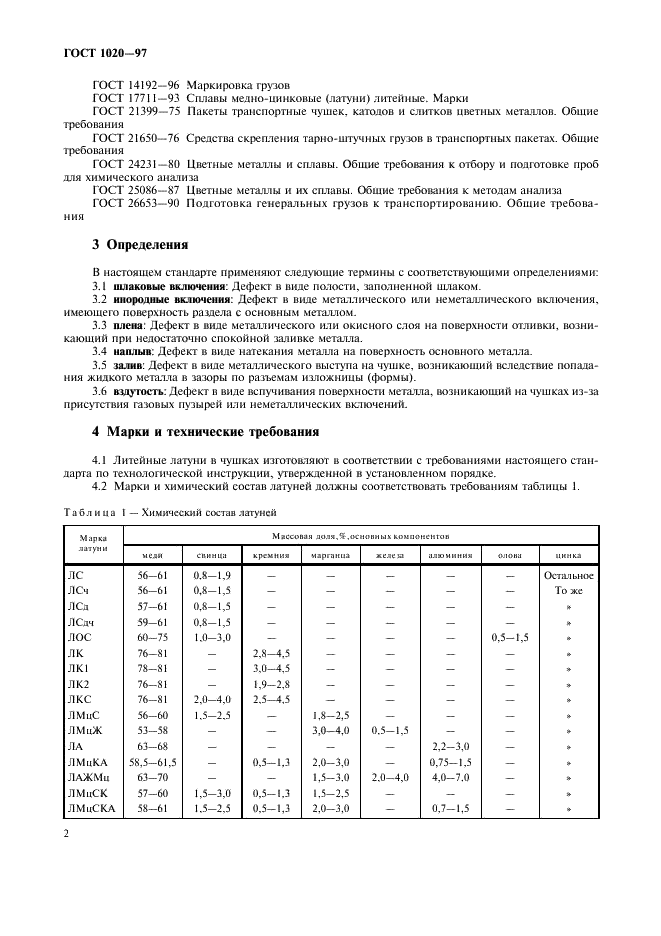 ГОСТ 1020—97
ГОСТ 14192—96 Маркировка грузов
ГОСТ 17711—93 Сплавы медно-цинковые (латуни) литейные. Марки
ГОСТ 21399—75 Пакеты транспортные чушек, катодов и слитков цветных металлов. Общие
требования
ГОСТ 21650—76 Средства скрепления тарно-штучных грузов в транспортных пакетах. Общие
требования
ГОСТ 24231—80 Цветные металлы и сплавы. Общие требования к отбору и подготовке проб
для химического анализа
ГОСТ 25086—87 Цветные металлы и их сплавы. Общие требования к методам анализа
ГОСТ 26653—90 Подготовка генеральных грузов к транспортированию. Общие требова-
ния
3 Определения
В настоящем стандарте применяют следующие термины с соответствующими определениями:
3.1 шлаковые включения: Дефект в виде полости, заполненной шлаком.
3.2 инородные включения: Дефект в виде металлического или неметаллического включения,
имеющего поверхность раздела с основным металлом.
3.3 плена: Дефект в виде металлического или окисного слоя на поверхности отливки, возни-
кающий при недостаточно спокойной заливке металла.
3.4 наплыв: Дефект в виде натекания металла на поверхность основного металла.
3.5 залив: Дефект в виде металлического выступа на чушке, возникающий вследствие попада-
ния жидкого металла в зазоры по разъемам изложницы (формы).
3.6 вздутость: Дефект в виде вспучивания поверхности металла, возникающий на чушках из-за
присутствия газовых пузырей или неметаллических включений.
4 Марки и технические требования
4.1 Литейные латуни в чушках изготовляют в соответствии с требованиями настоящего стан-
дарта по технологической инструкции, утвержденной в установленном порядке.
4.2 Марки и химический состав латуней должны соответствовать требованиям таблицы 1.
Таблица 1 — Химический состав латуней
Марка латуни Массовая доля, %, основных компонентов
меди свинца кремния марганца железа алюминия олова цинка
ЛС 56—61 0,8—1,9 — — — — — Остальное
ЛСч 56—61 0,8—1,5 — — — — — То же
ЛСд 57—61 0,8—1,5 — — — — — »
ЛСдч 59—61 0,8—1,5 — — — — — »
ЛОС 60—75 1,0—3,0 — — — — 0,5—1,5 »
ЛК 76—81 — 2,8—4,5 — — — — »
ЛК1 78—81 — 3,0—4,5 — — — — »
ЛК2 76—81 — 1,9—2,8 — — — — »
ЛКС 76—81 2,0—4,0 2,5—4,5 — — — — »
ЛМцС 56—60 1,5—2,5 — 1,8—2,5 — — — »
ЛМцЖ 53—58 — — 3,0—4,0 0,5—1,5 — — »
ЛА 63—68 — — — — 2,2—3,0 — »
ЛМцКА 58,5—61,5 — 0,5—1,3 2,0—3,0 — 0,75—1,5 — »
ЛАЖМц 63—70 — — 1,5—3,0 2,0—4,0 4,0—7,0 — »
ЛМцСК 57—60 1,5—3,0 0,5—1,3 1,5—2,5 — — — »
ЛМцСКА 58—61 1,5—2,5 0,5—1,3 2,0—3,0 — 0,7—1,5 — »
2